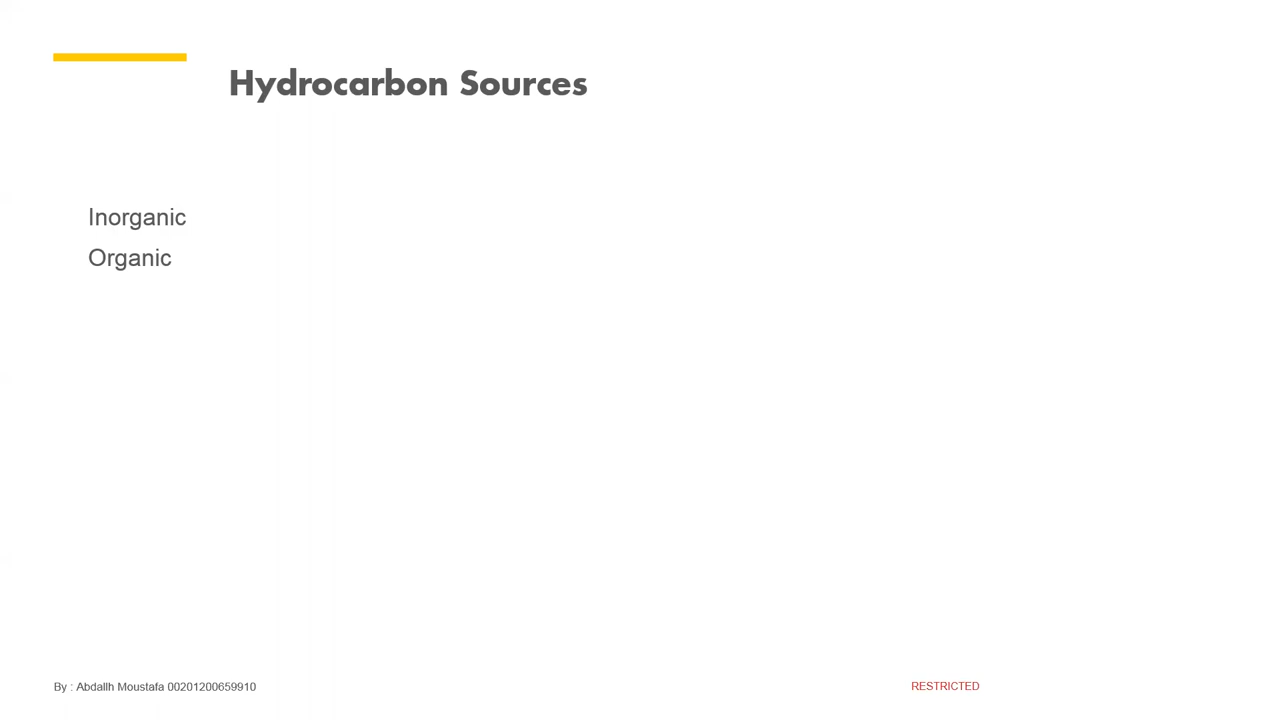 Hydrocarbon Sources
Inorganic
Organic
By : Abdallh Moustafa 00201200659910
RESTRICTED